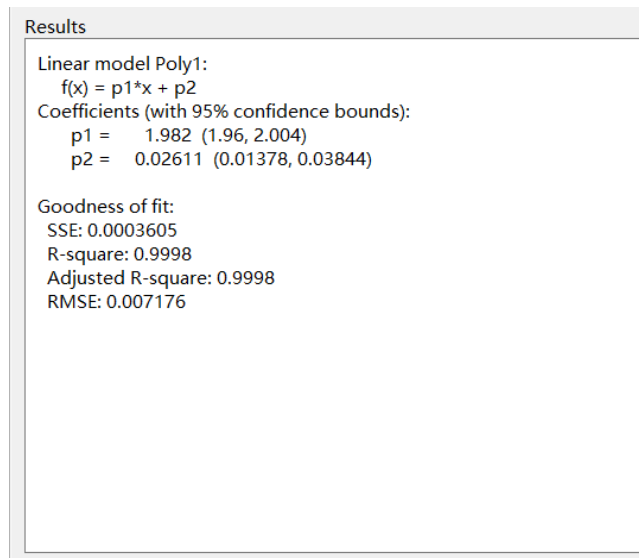 Results
Linear model Poly1:
f(x) = p1*x + p2
Coefficients (with 95% confidence bounds):
p1 = 1.982 (1.96, 2.004)
p2 = 0.02611 (0.01378, 0.03844)
Goodness of fit:
SSE: 0.0003605
R-square: 0.9998
Adjusted R-square: 0.9998
RMSE: 0.007176